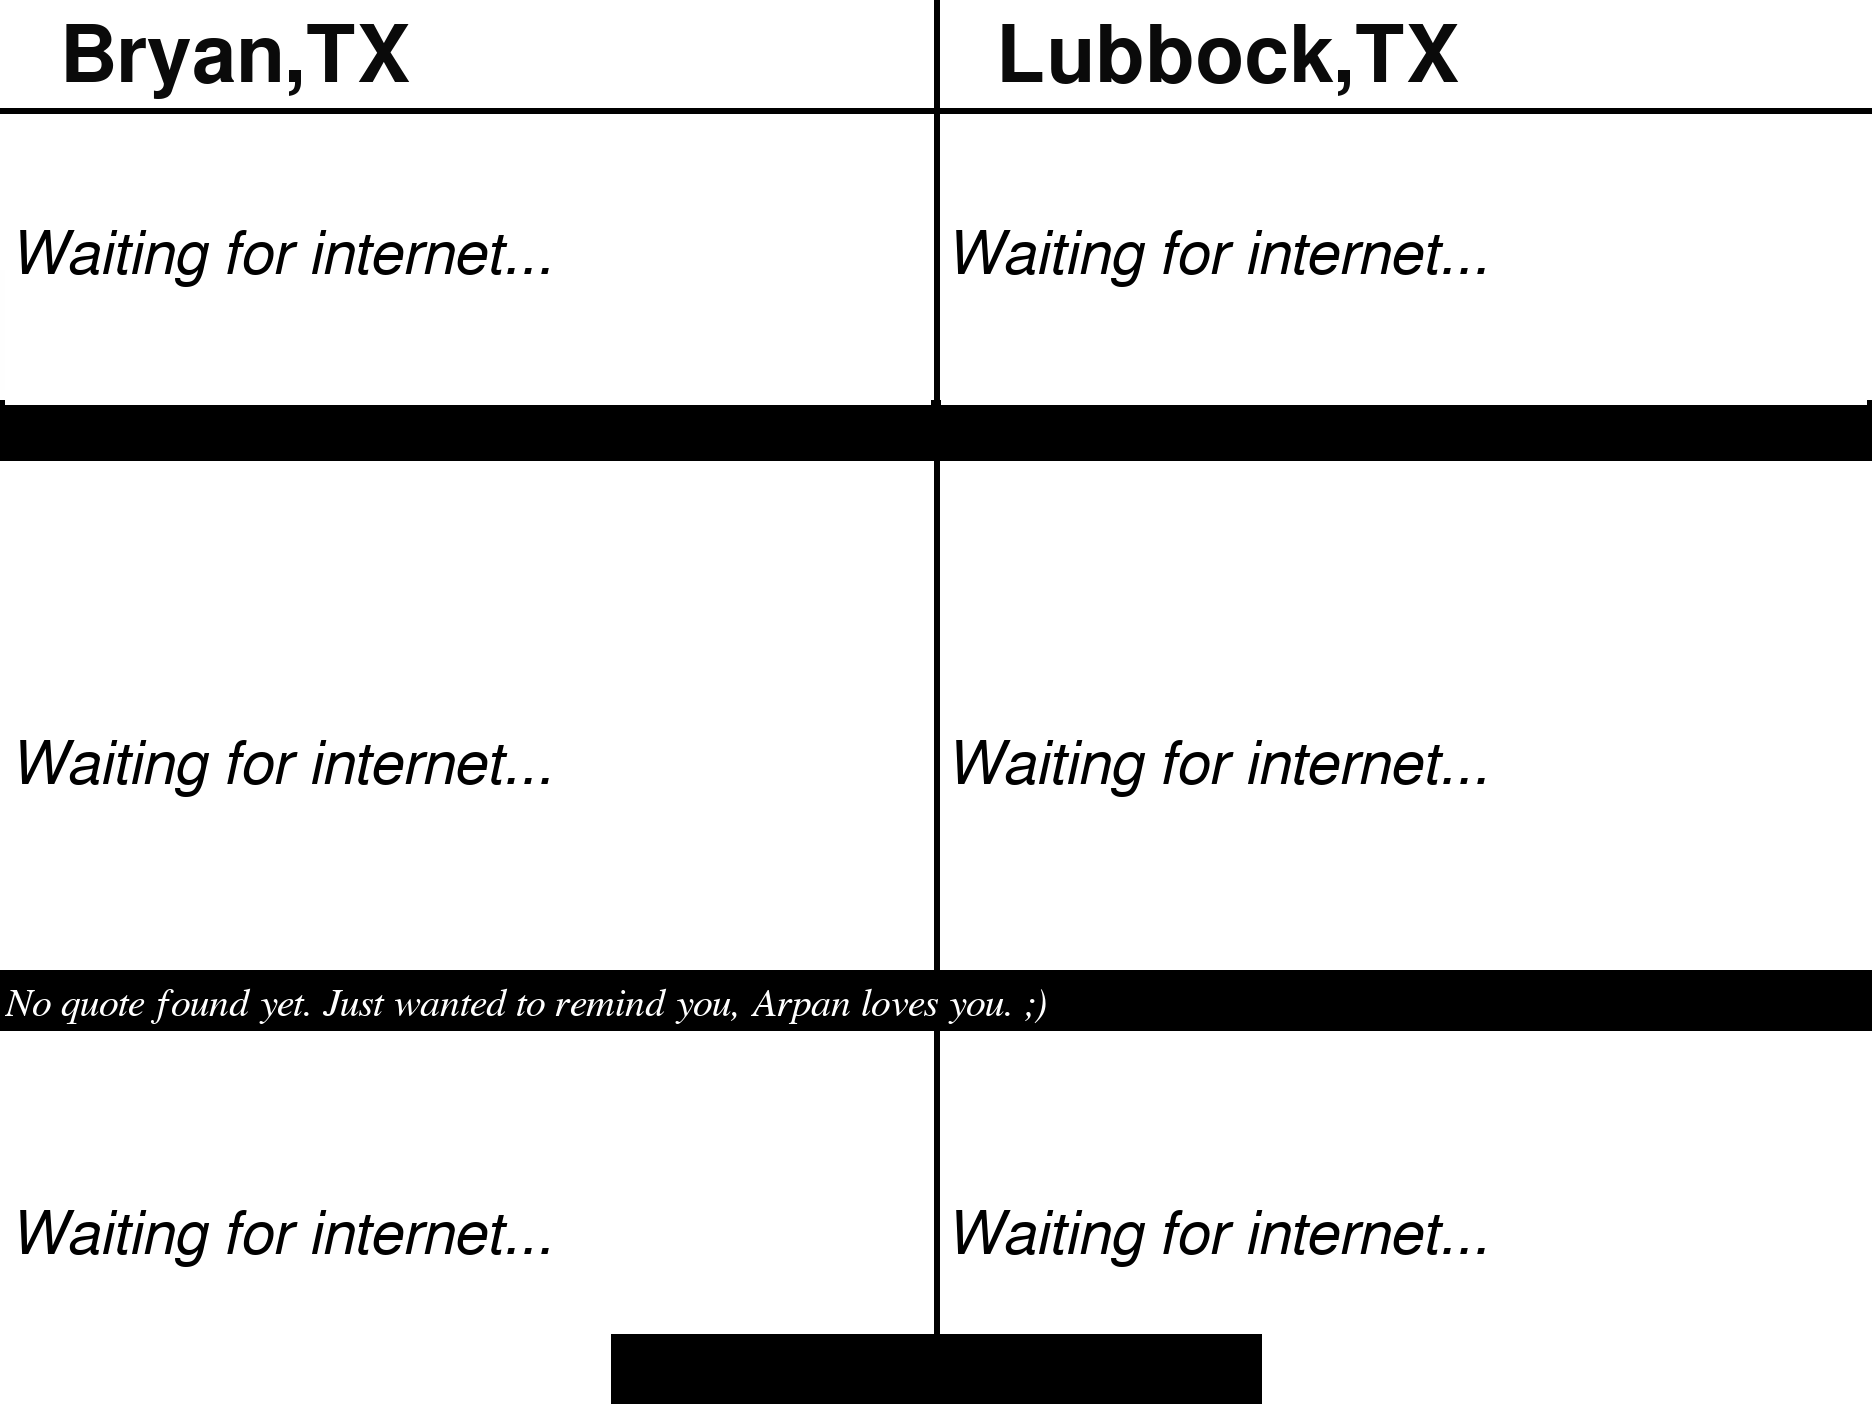 Bryan,TX
Lubbock,TX
Waiting for internet...
Waiting for internet...
Waiting for internet...
Waiting for internet...
No quote found yet. Just wanted to remind you, Arpan loves you. ;)
Waiting for internet...
Waiting for internet...